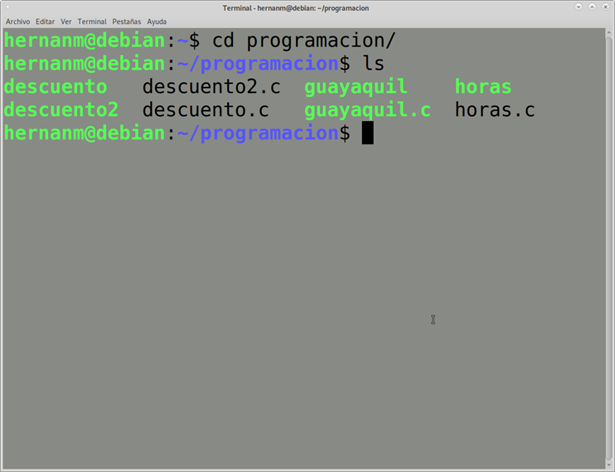 Terminal - hernanm@debian: ~/programacion
Archivo Editar Ver Terminal Pestañas Ayuda
hernanm@debian:~$ cd programacion/
hernanm@debian:~/programacion$ ls
descuento descuento2.c guayaquil horas
descuento2 descuento.c guayaquil.c horas.c
hernanm@debian:~/programacion$